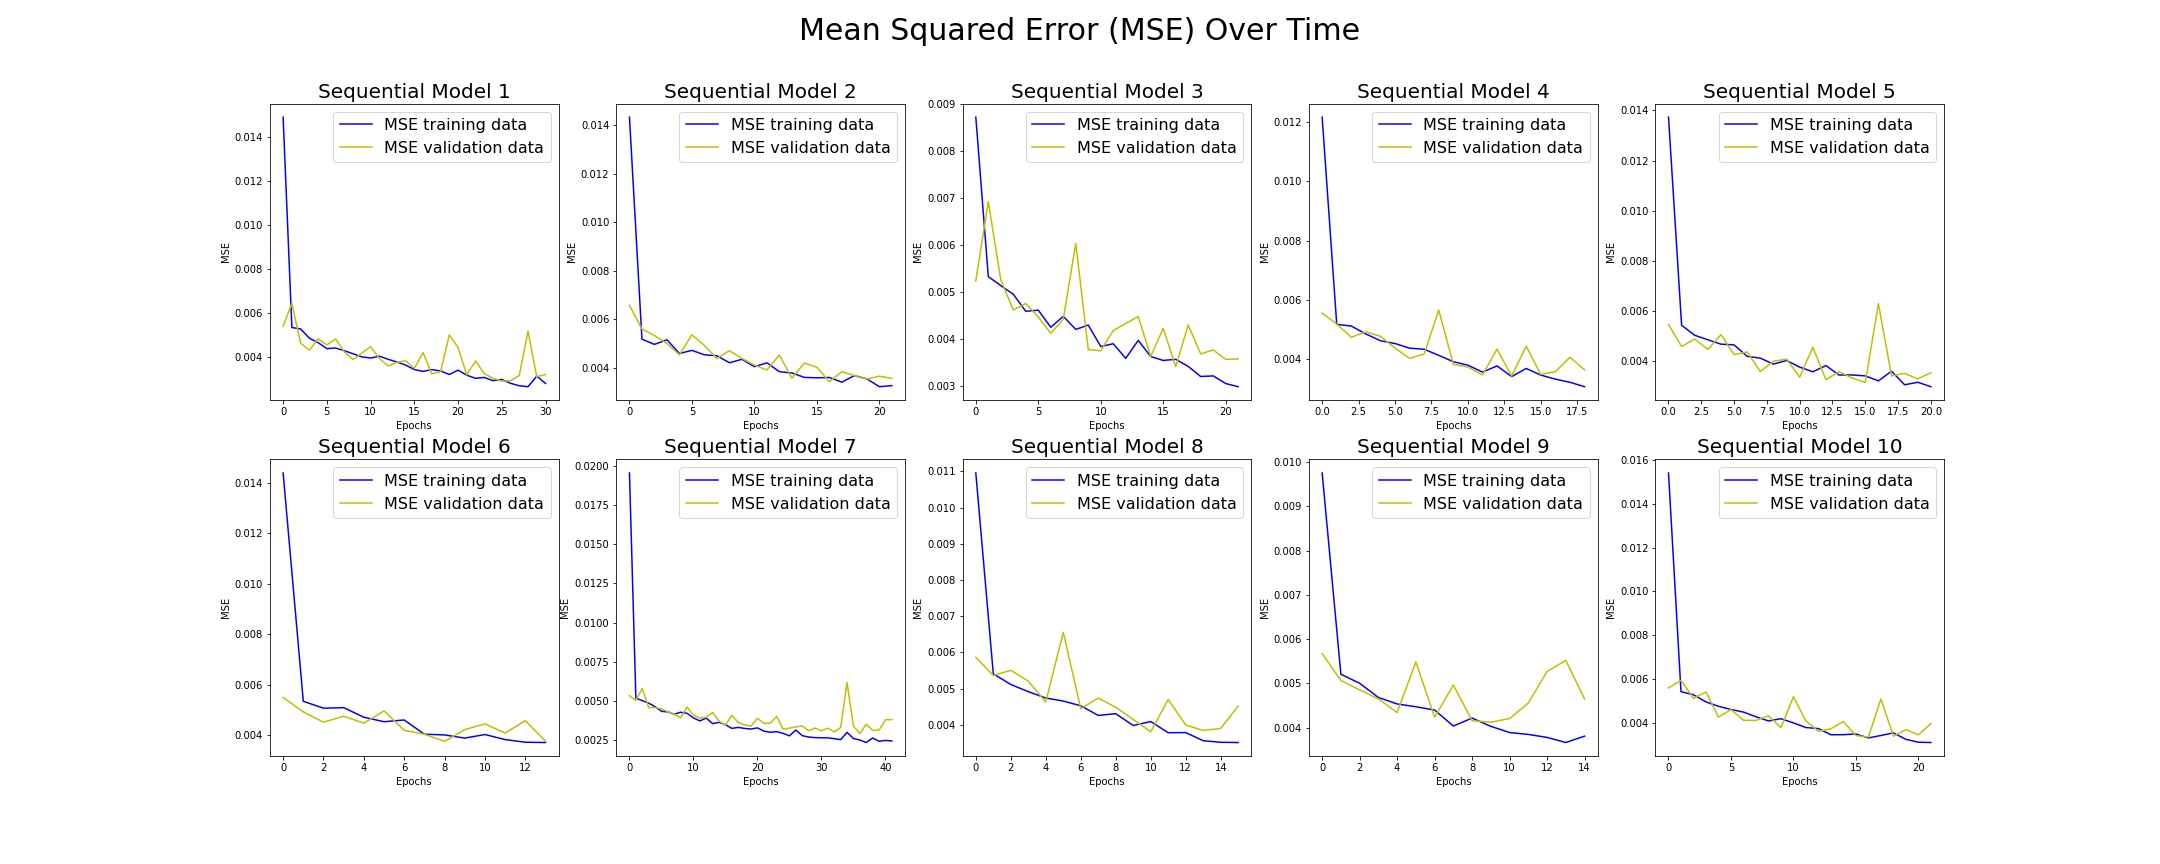 Mean Squared Error (MSE) Over Time
Sequential Model 1
MSE training data
MSE validation data
MSE
0.014
0.012
0.010
0.008
0.006
0.004
0 5 10 15 20 25 30
Epochs
Sequential Model 2
MSE training data
MSE validation data
MSE
0.014
0.012
0.010
0.008
0.006
0.004
0 5 10 15 20
Epochs
Sequential Model 3
MSE training data
MSE validation data
MSE
0.009
0.008
0.007
0.006
0.005
0.004
0.003
0 5 10 15 20
Epochs
Sequential Model 4
MSE training data
MSE validation data
MSE
0.012
0.010
0.008
0.006
0.004
0.0 2.5 5.0 7.5 10.0 12.5 15.0 17.5
Epochs
Sequential Model 5
MSE training data
MSE validation data
MSE
0.014
0.012
0.010
0.008
0.006
0.004
0.0 2.5 5.0 7.5 10.0 12.5 15.0 17.5 20.0
Epochs
Sequential Model 6
MSE training data
MSE validation data
MSE
0.014
0.012
0.010
0.008
0.006
0.004
0 2 4 6 8 10 12
Epochs
Sequential Model 7
MSE training data
MSE validation data
MSE
0.0200
0.0175
0.0150
0.0125
0.0100
0.0075
0.0050
0.0025
0 10 20 30 40
Epochs
Sequential Model 8
MSE training data
MSE validation data
MSE
0.011
0.010
0.009
0.008
0.007
0.006
0.005
0.004
0 2 4 6 8 10 12 14
Epochs
Sequential Model 9
MSE training data
MSE validation data
MSE
0.010
0.009
0.008
0.007
0.006
0.005
0.004
0 2 4 6 8 10 12 14
Epochs
Sequential Model 10
MSE training data
MSE validation data
MSE
0.016
0.014
0.012
0.010
0.008
0.006
0.004
0 5 10 15 20
Epochs